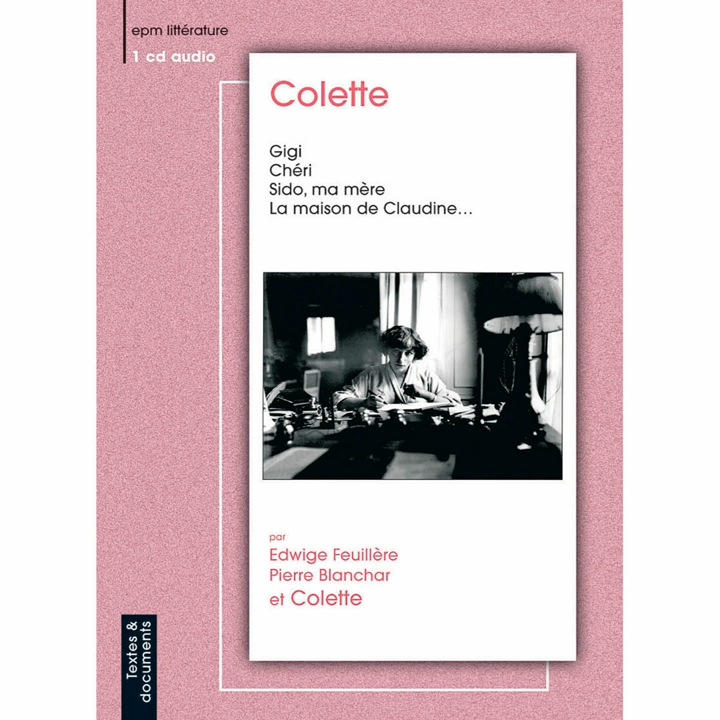 epm littérature
1 cd audio
Colette
Gigi
Chéri
Sido, ma mère
La maison de Claudine...
par
Edwige Feuillère
Pierre Blanchar
et Colette
Textes &
documents